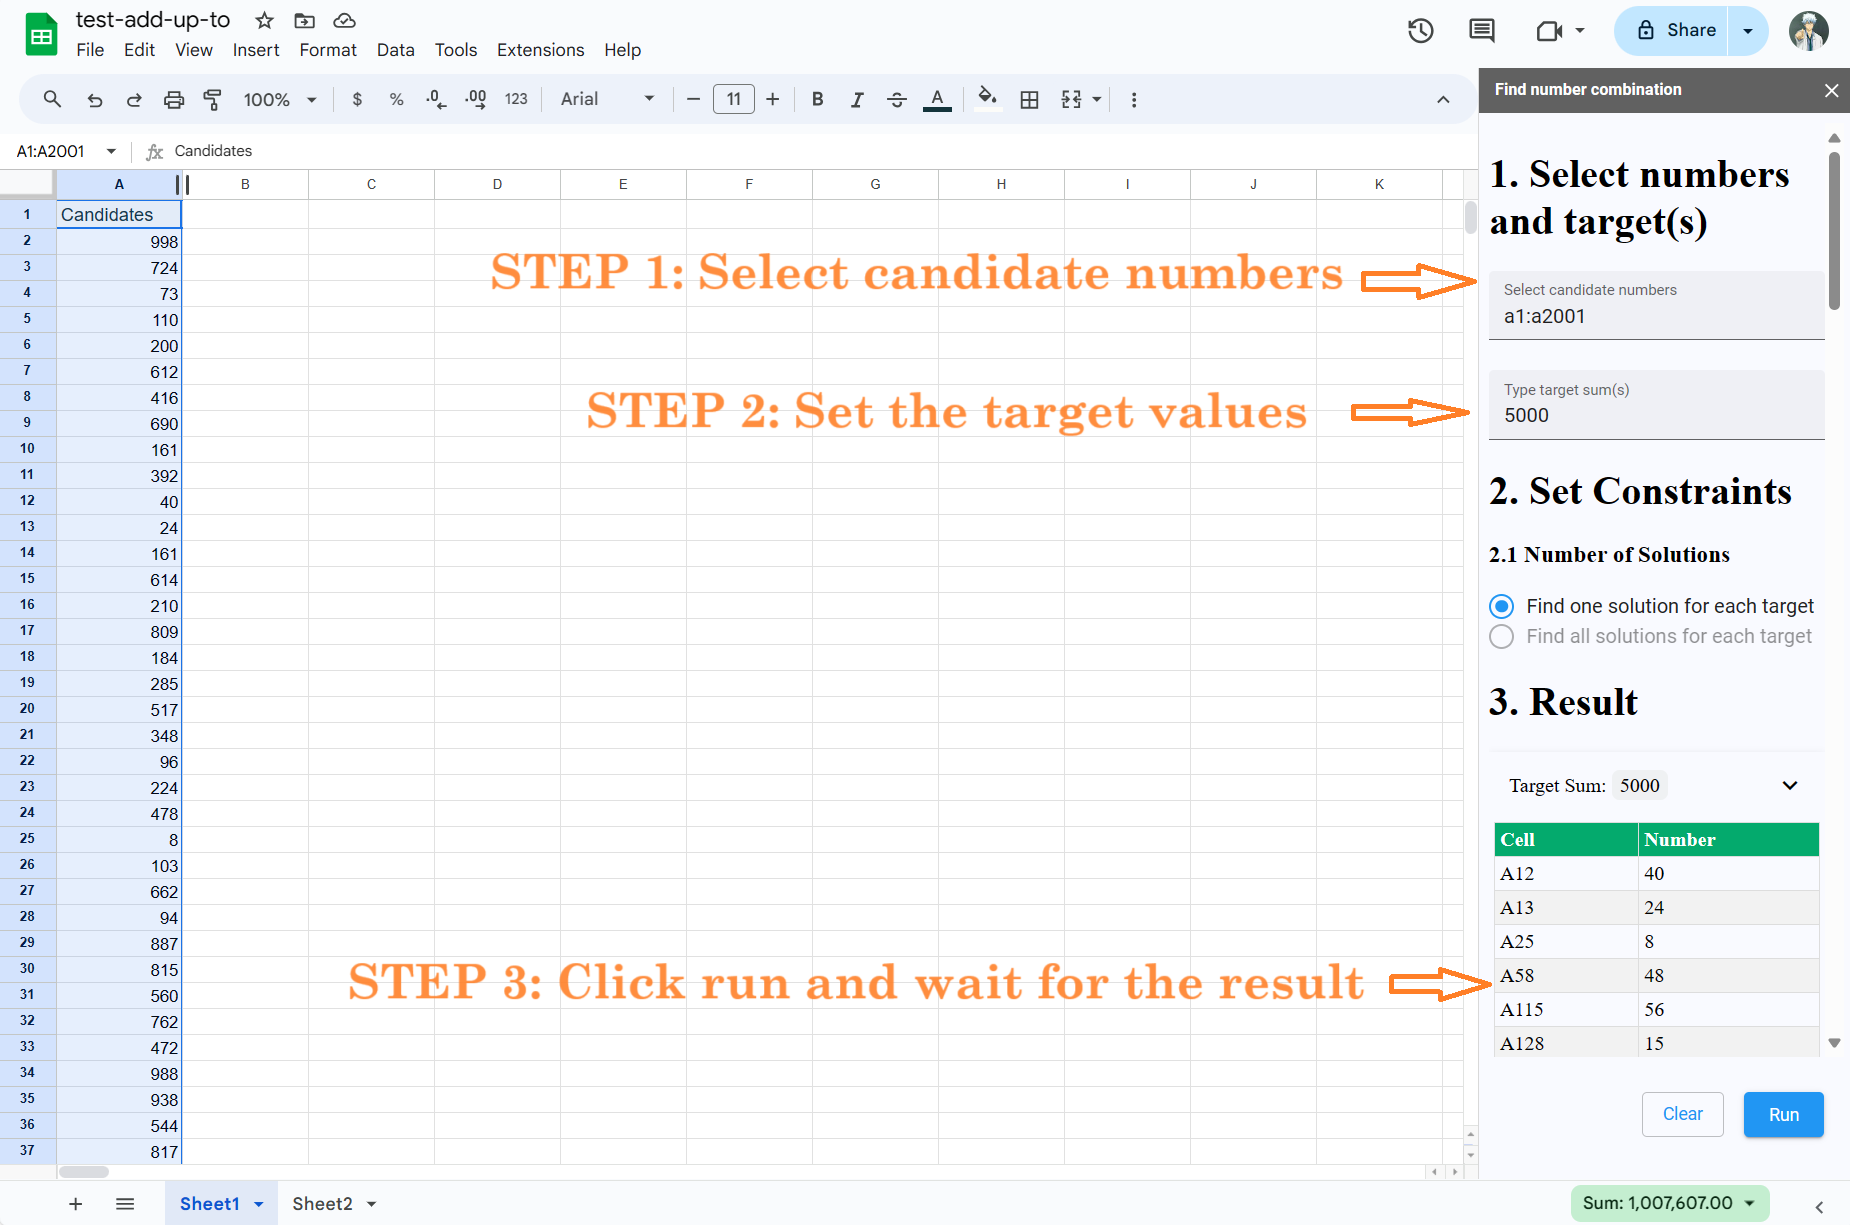 test-add-up-to
File Edit View Insert Format Data Tools Extensions Help
Share
100% $ % .0 .00 123 Arial 11 B I S A
A1:A2001 fx Candidates
A B C D E F G H I J K
1 Candidates
2 998
3 724
4 73
5 110
6 200
7 612
8 416
9 690
10 161
11 392
12 40
13 24
14 161
15 614
16 210
17 809
18 184
19 285
20 517
21 348
22 96
23 224
24 478
25 8
26 103
27 662
28 94
29 887
30 815
31 560
32 762
33 472
34 988
35 938
36 544
37 817
STEP 1: Select candidate numbers
STEP 2: Set the target values
STEP 3: Click run and wait for the result
Find number combination
1. Select numbers
and target(s)
Select candidate numbers
a1:a2001
Type target sum(s)
5000
2. Set Constraints
2.1 Number of Solutions
Find one solution for each target
Find all solutions for each target
3. Result
Target Sum: 5000
Cell Number
A12 40
A13 24
A25 8
A58 48
A115 56
A128 15
Clear Run
Sheet1 Sheet2
Sum: 1,007,607.00